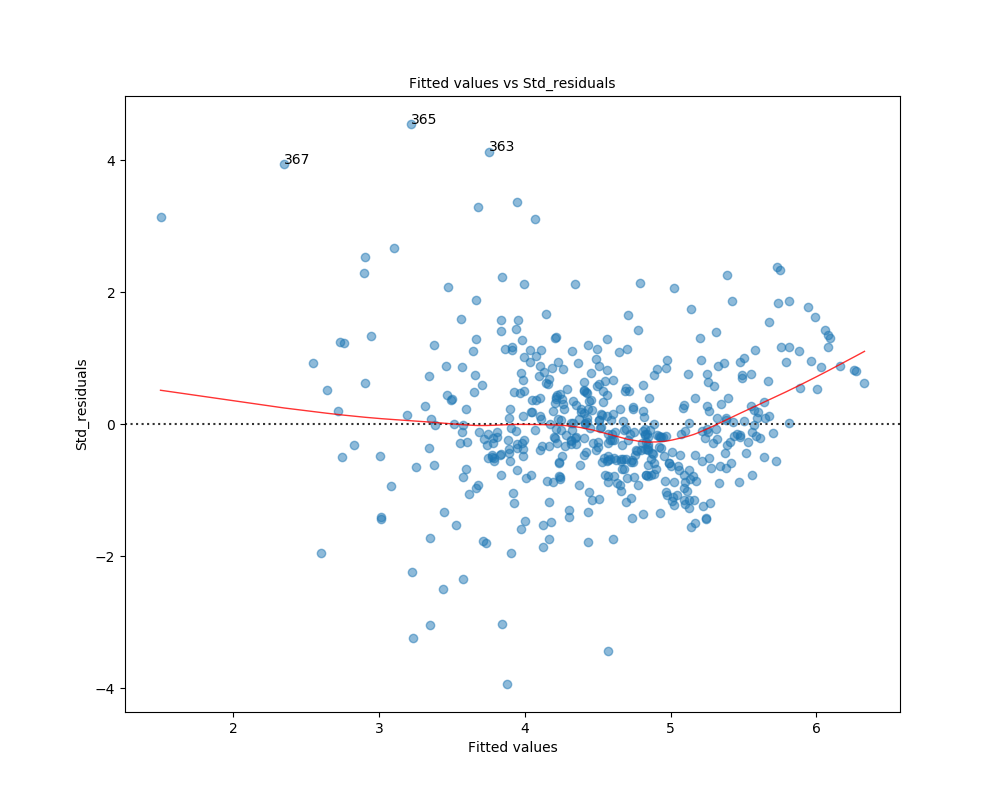 Fitted values vs Std_residuals
365
363
367
4
2
0
−2
−4
Std_residuals
2 3 4 5 6
Fitted values